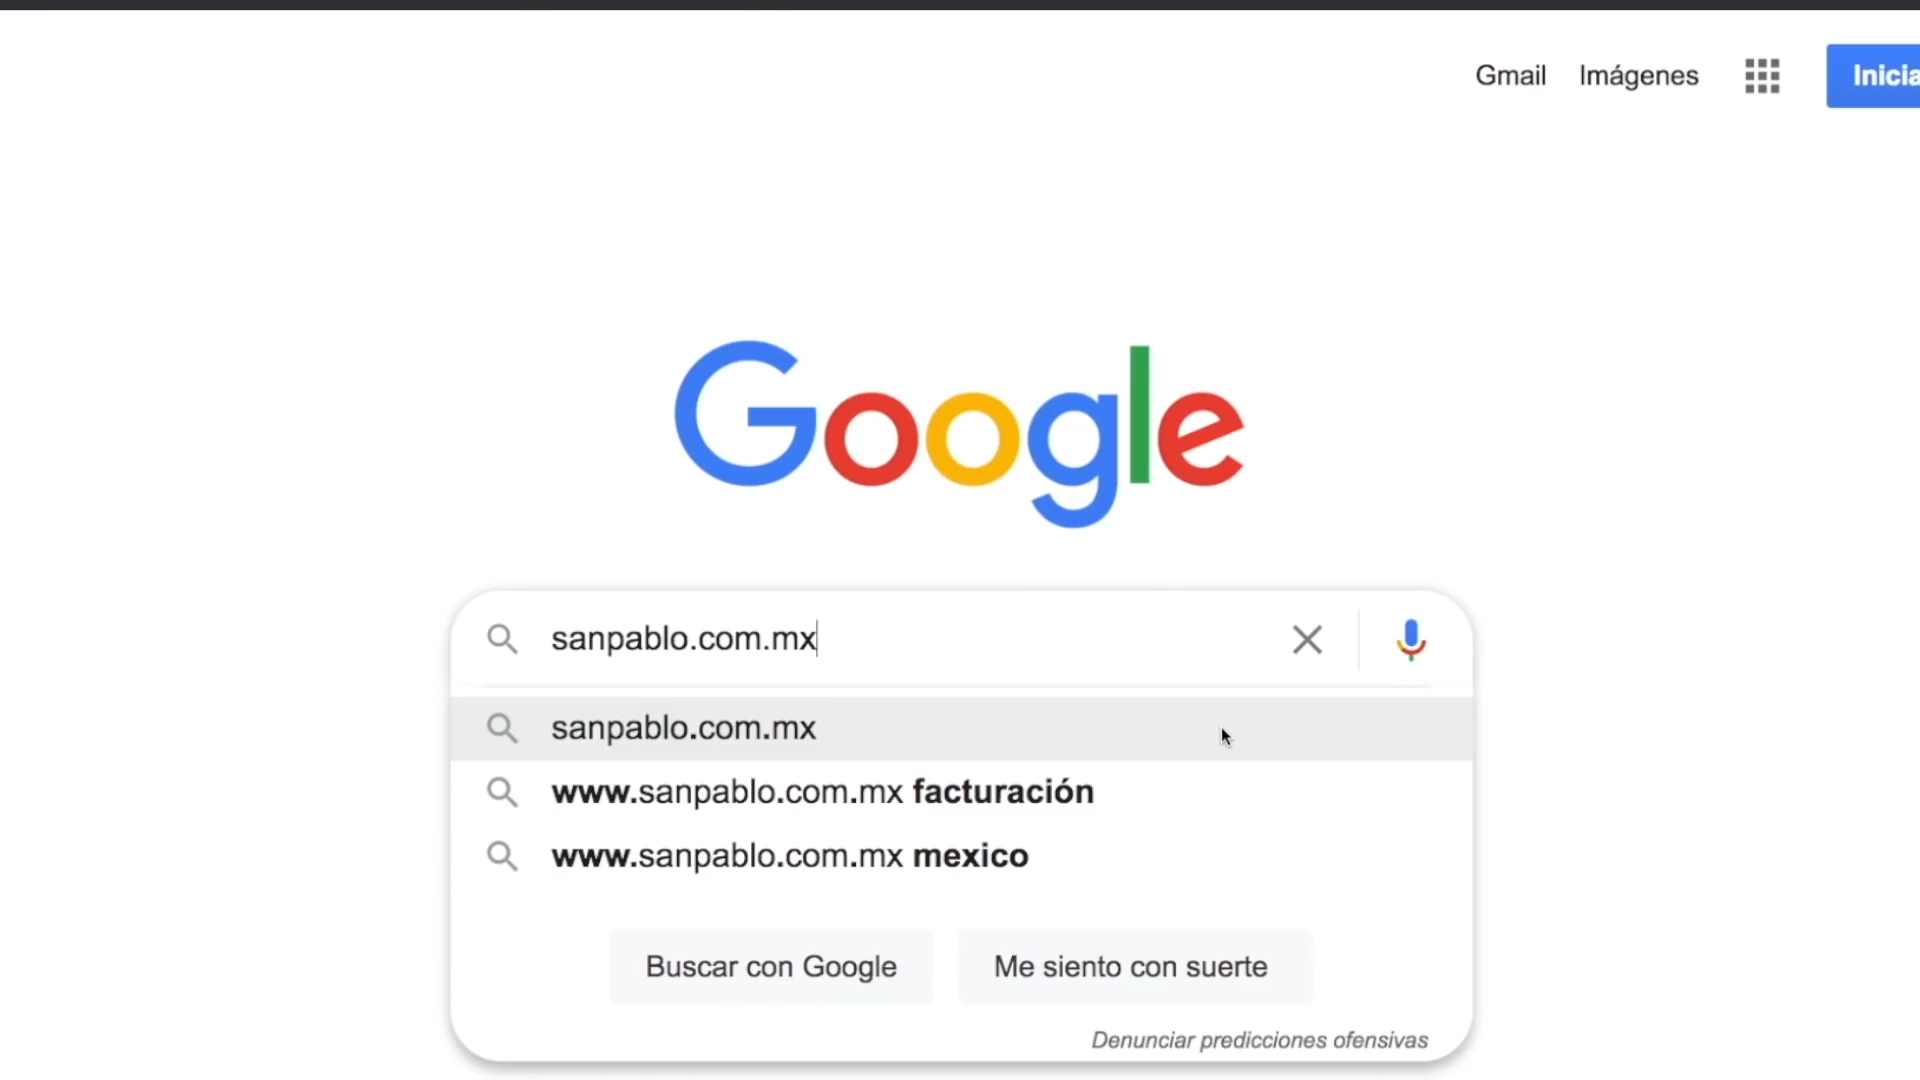 Gmail Imágenes Inicia
Google
sanpablo.com.mx
sanpablo.com.mx
www.sanpablo.com.mx facturación
www.sanpablo.com.mx mexico
Buscar con Google Me siento con suerte
Denunciar predicciones ofensivas